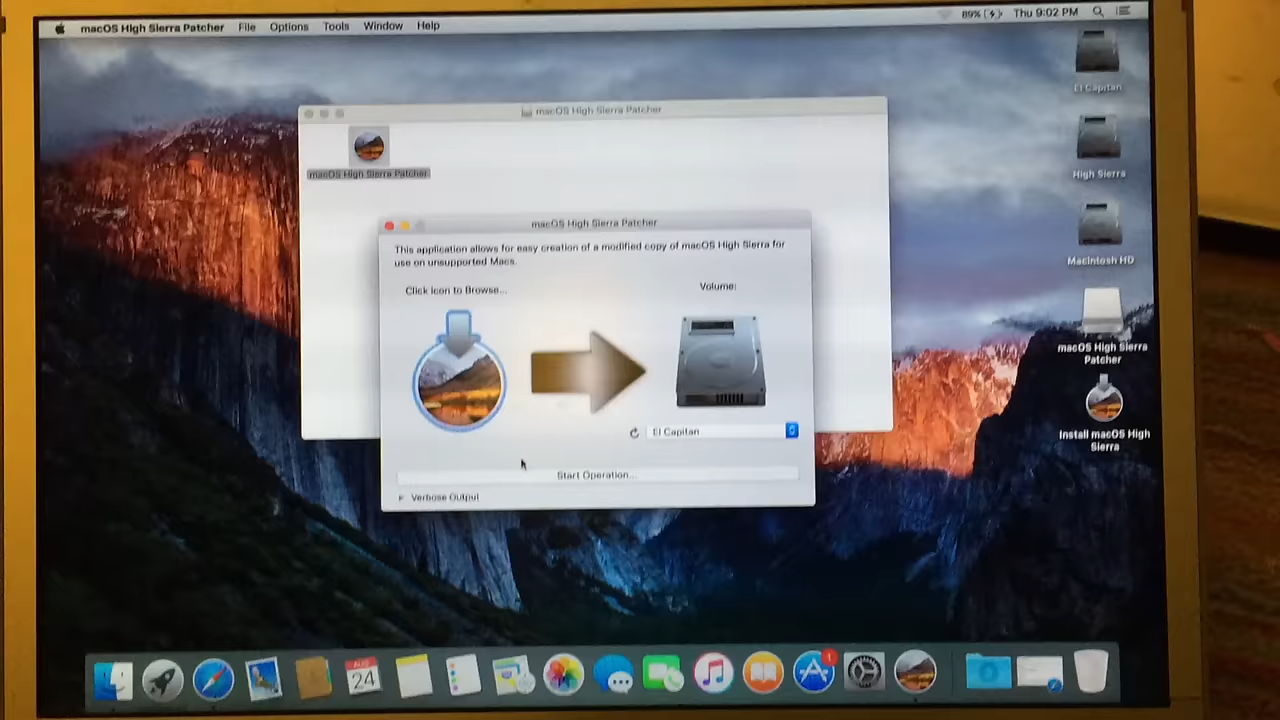 macOS High Sierra Patcher File Options Tools Window Help 89% Thu 9:02 PM
El Capitan
High Sierra
Macintosh HD
macOS High Sierra
Patcher
Install macOS High
Sierra
macOS High Sierra Patcher
macOS High Sierra Patcher
macOS High Sierra Patcher
This application allows for easy creation of a modified copy of macOS High Sierra for
use on unsupported Macs.
Click Icon to Browse...
Volume:
El Capitan
Start Operation...
Verbose Output
AUG
24
1